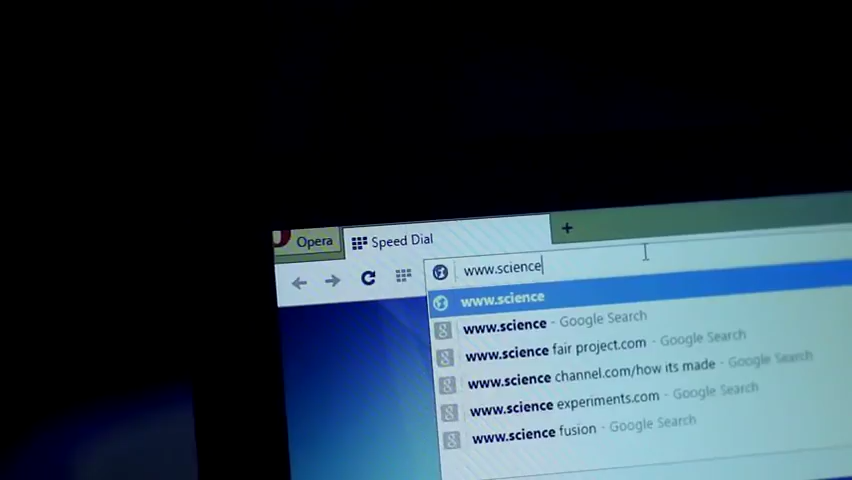 Opera
Speed Dial
www.science
www.science
www.science - Google Search
www.science fair project.com - Google Search
www.science channel.com/how its made - Google Search
www.science experiments.com - Google Search
www.science fusion - Google Search